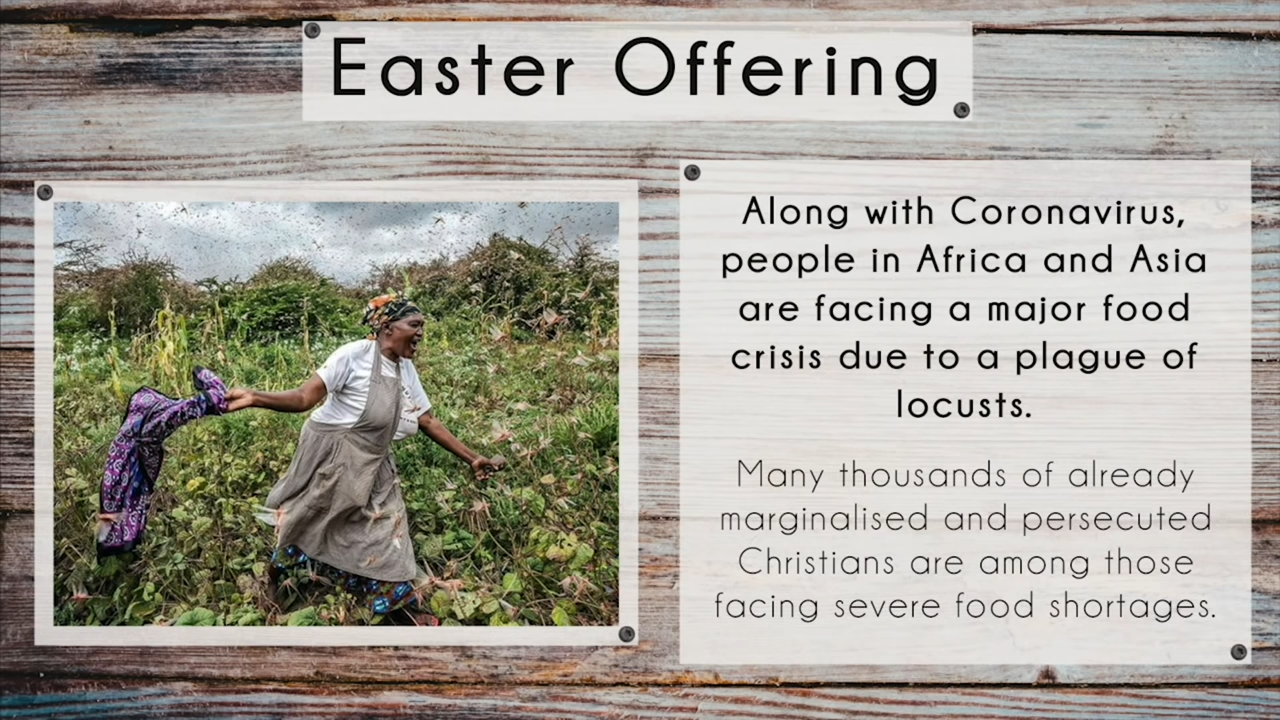 Easter Offering
Along with Coronavirus,
people in Africa and Asia
are facing a major food
crisis due to a plague of
locusts.
Many thousands of already
marginalised and persecuted
Christians are among those
facing severe food shortages.